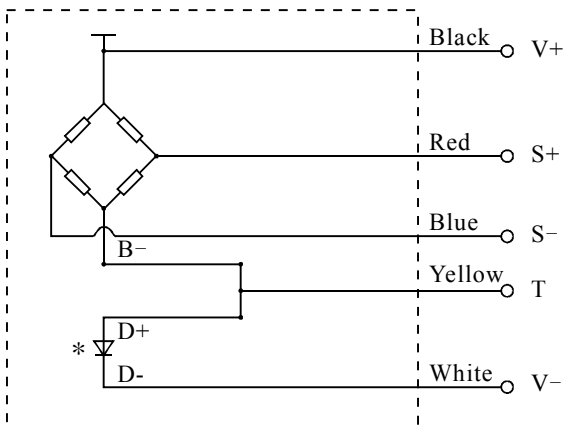 Black V+
Red S+
Blue S−
B−
Yellow T
D+
*
D-
White V−